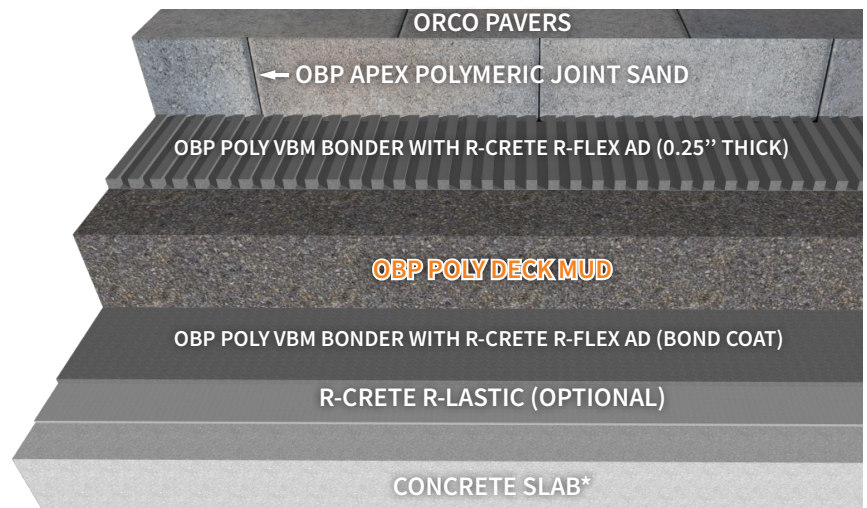 ORCO PAVERS
OBP APEX POLYMERIC JOINT SAND
OBP POLY VBM BONDER WITH R-CRETE R-FLEX AD (0.25’’ THICK)
OBP POLY DECK MUD
OBP POLY VBM BONDER WITH R-CRETE R-FLEX AD (BOND COAT)
R-CRETE R-LASTIC (OPTIONAL)
CONCRETE SLAB*